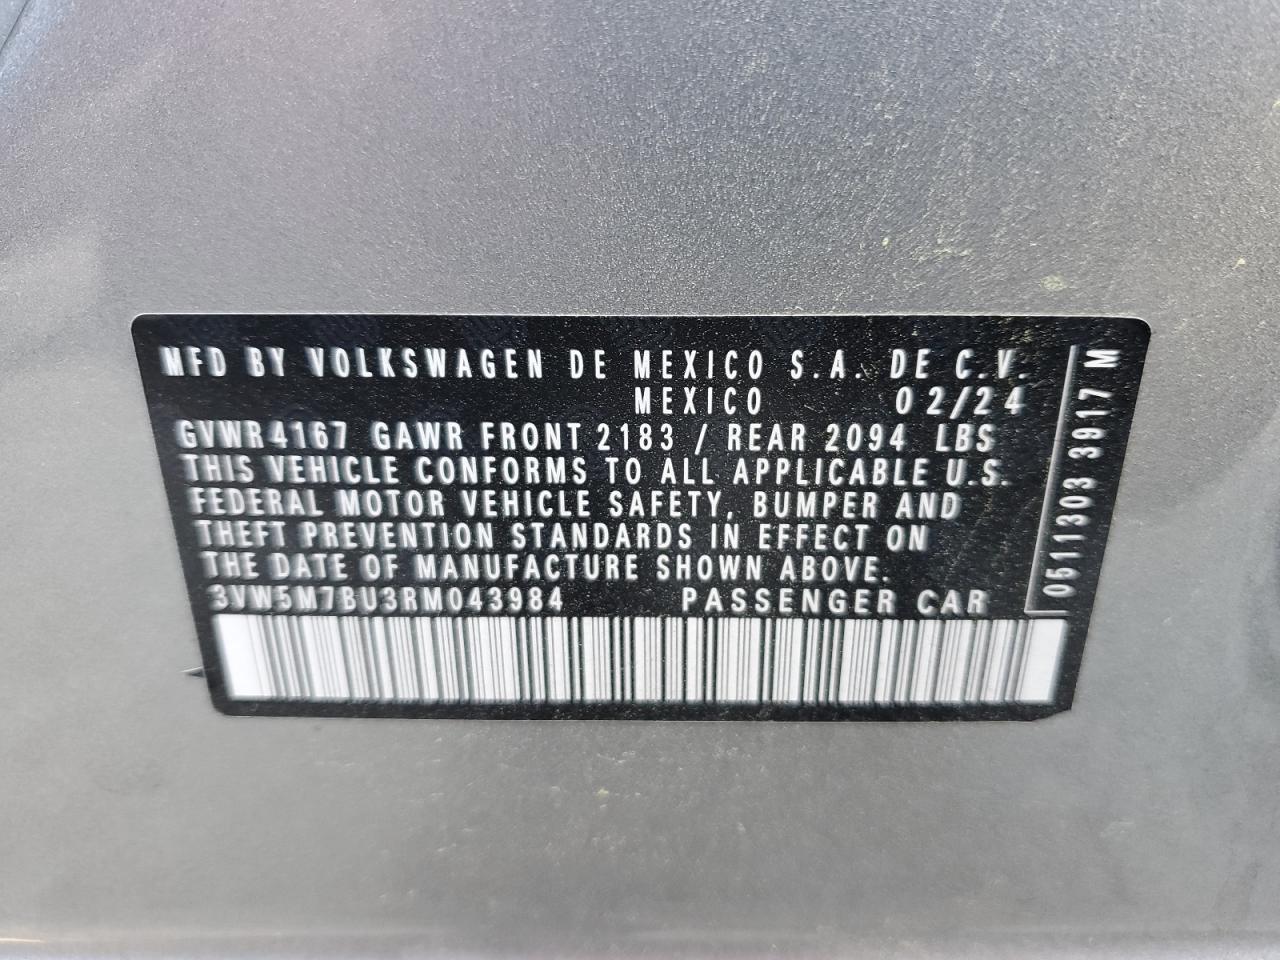 MFD BY VOLKSWAGEN DE MEXICO S.A. DE C.V.
MEXICO 02/24
GVWR 4167 GAWR FRONT 2183 / REAR 2094 LBS
THIS VEHICLE CONFORMS TO ALL APPLICABLE U.S.
FEDERAL MOTOR VEHICLE SAFETY, BUMPER AND
THEFT PREVENTION STANDARDS IN EFFECT ON
THE DATE OF MANUFACTURE SHOWN ABOVE.
3VW5M7BU3RM043984 PASSENGER CAR
0511303 3917 M